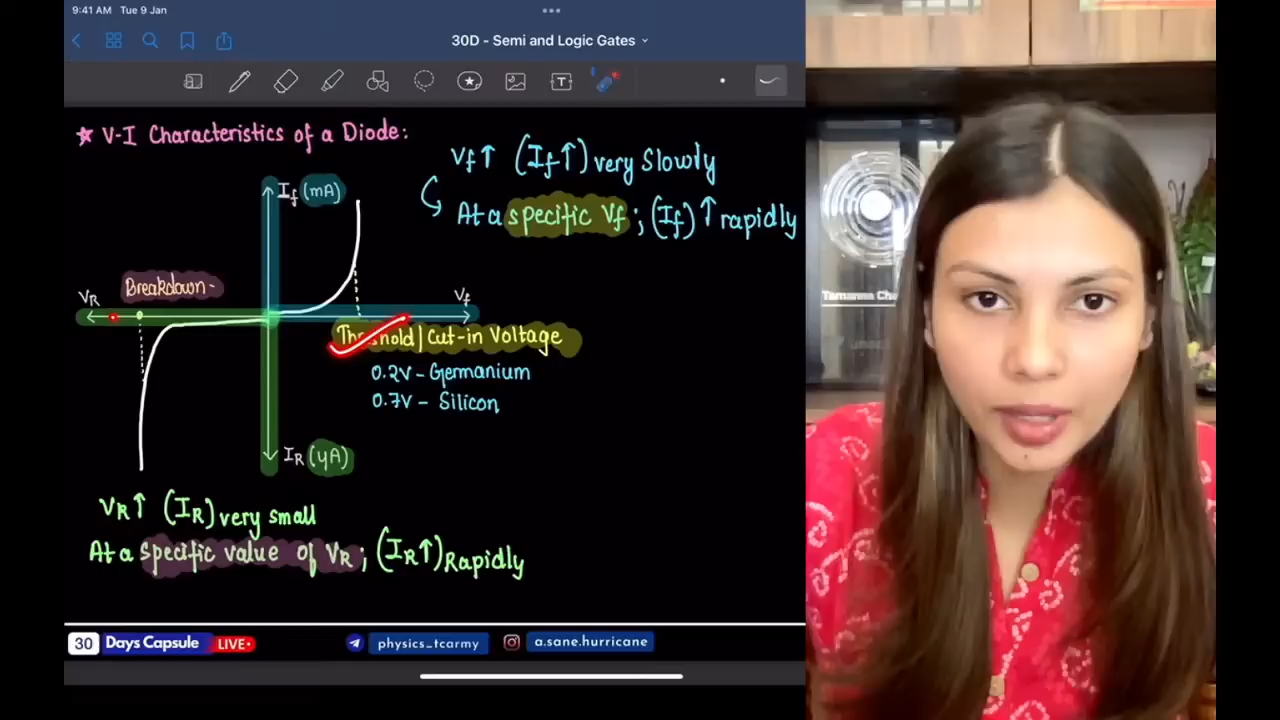 9:41 AM Tue 9 Jan
30D - Semi and Logic Gates
★ V-I Characteristics of a Diode:
Vf↑ (If↑) very slowly
At a specific Vf ; (If)↑ rapidly
If (mA)
Breakdown-
VR
Vf
Threshold | Cut-in Voltage
0.2V - Germanium
0.7V - Silicon
IR (μA)
VR↑ (IR) very small
At a specific value of VR ; (IR↑) Rapidly
30 Days Capsule LIVE
physics_tcarmy
a.sane.hurricane
Tamanna